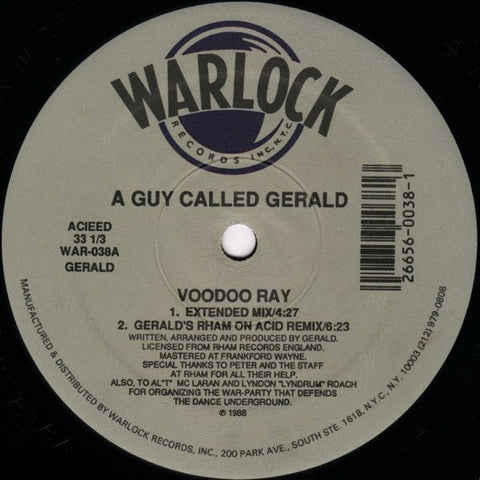 WARLOCK
RECORDS INC., N.Y.C.
A GUY CALLED GERALD
ACIEED
33 1/3
WAR-038A
GERALD
26656-0038-1
VOODOO RAY
1. EXTENDED MIX/4:27
2. GERALD'S RHAM ON ACID REMIX/6:23
WRITTEN, ARRANGED AND PRODUCED BY GERALD.
LICENSED FROM RHAM RECORDS ENGLAND.
MASTERED AT FRANKFORD WAYNE.
SPECIAL THANKS TO PETER AND THE STAFF
AT RHAM FOR ALL THEIR HELP.
ALSO, TO AL"T" MC LARAN AND LYNDON "LYNDRUM" ROACH
FOR ORGANIZING THE WAR-PARTY THAT DEFENDS
THE DANCE UNDERGROUND.
℗ 1988
MANUFACTURED & DISTRIBUTED BY WARLOCK RECORDS, INC., 200 PARK AVE., SOUTH STE. 1618, N.Y.C., N.Y. 10003 (212) 979-0808